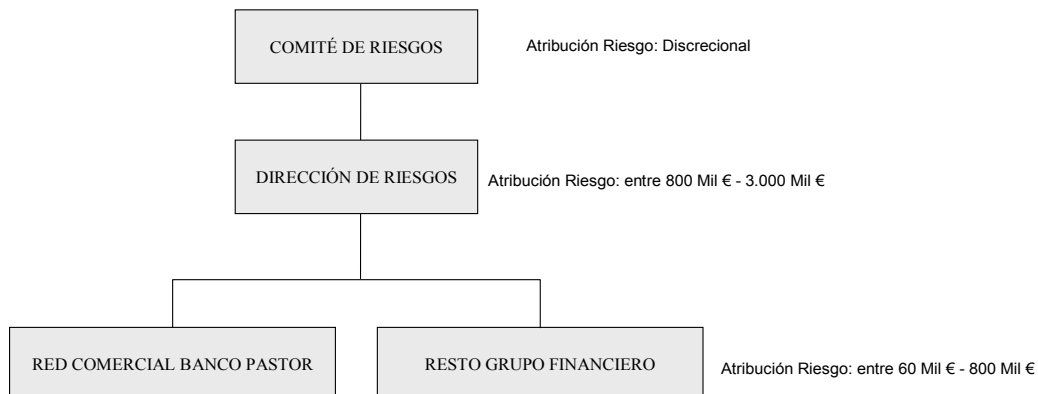 COMITÉ DE RIESGOS
Atribución Riesgo: Discrecional
DIRECCIÓN DE RIESGOS
Atribución Riesgo: entre 800 Mil € - 3.000 Mil €
RED COMERCIAL BANCO PASTOR
RESTO GRUPO FINANCIERO
Atribución Riesgo: entre 60 Mil € - 800 Mil €